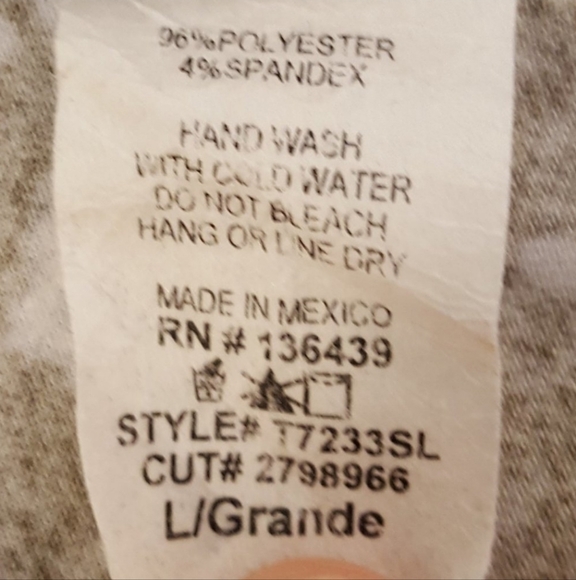 96%POLYESTER
4%SPANDEX
HAND WASH
WITH COLD WATER
DO NOT BLEACH
HANG OR LINE DRY
MADE IN MEXICO
RN # 136439
STYLE# T7233SL
CUT# 2798966
L/Grande